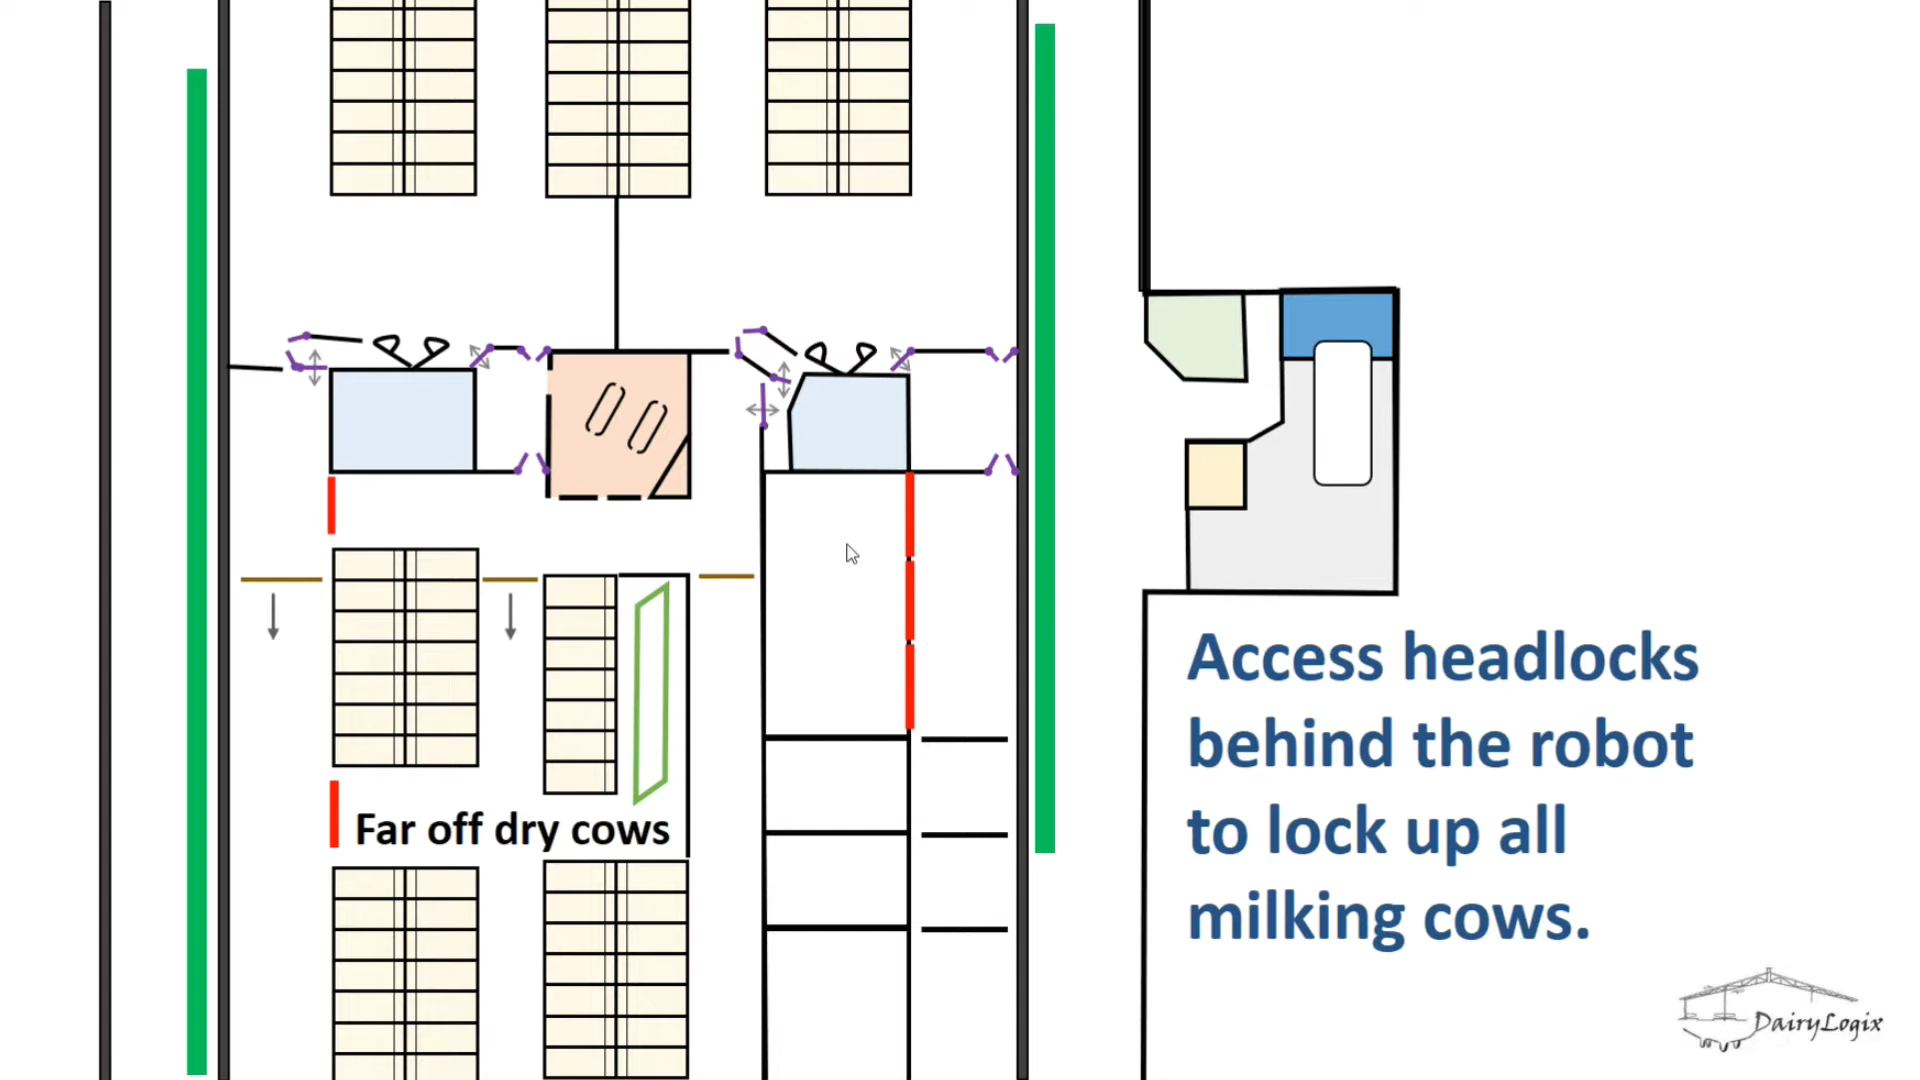 Access headlocks
behind the robot
to lock up all
milking cows.
Far off dry cows
DairyLogix